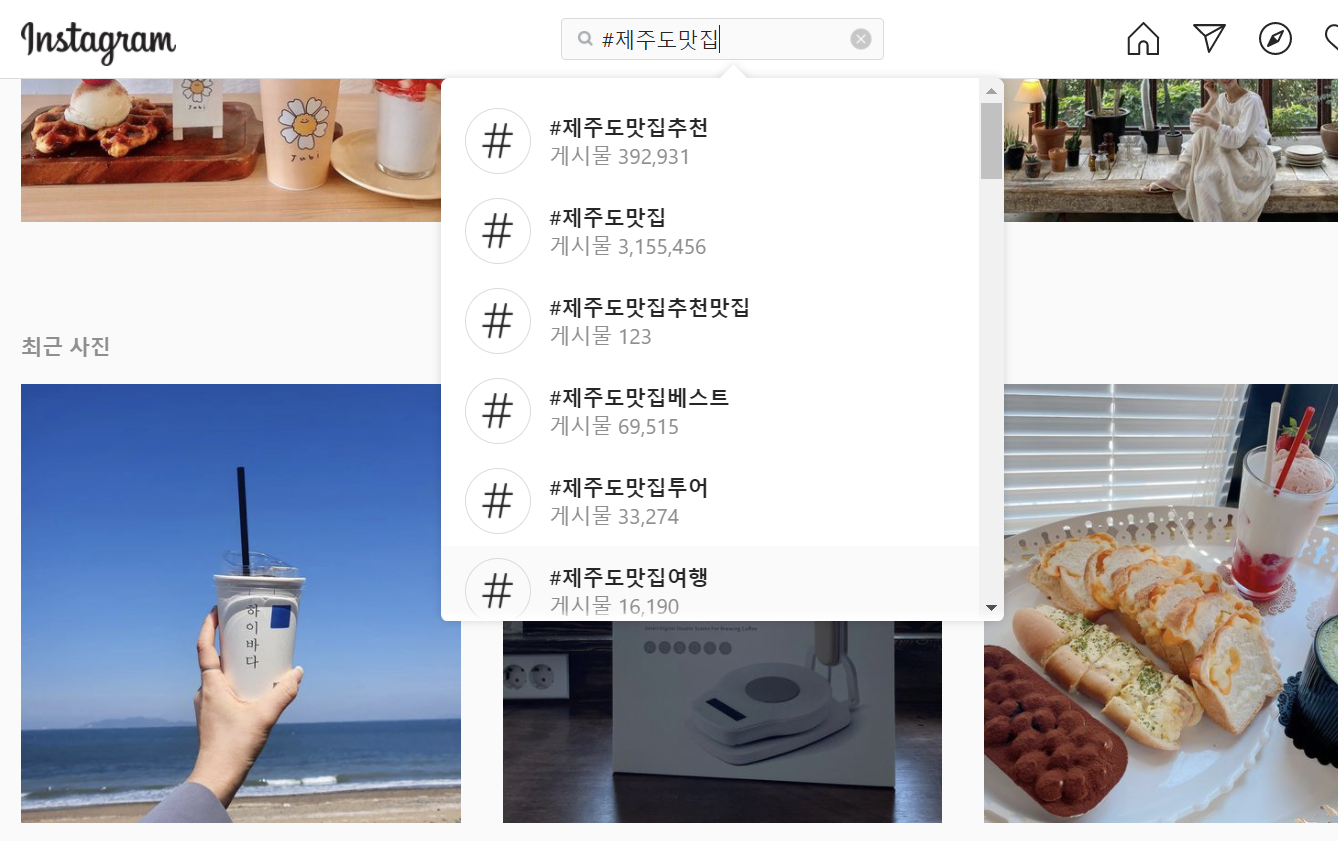 Instagram
#제주도맛집
Jubi
Jubi
#제주도맛집추천
게시물 392,931
#제주도맛집
게시물 3,155,456
#제주도맛집추천맛집
게시물 123
#제주도맛집베스트
게시물 69,515
#제주도맛집투어
게시물 33,274
#제주도맛집여행
게시물 16,190
최근 사진
하이바다